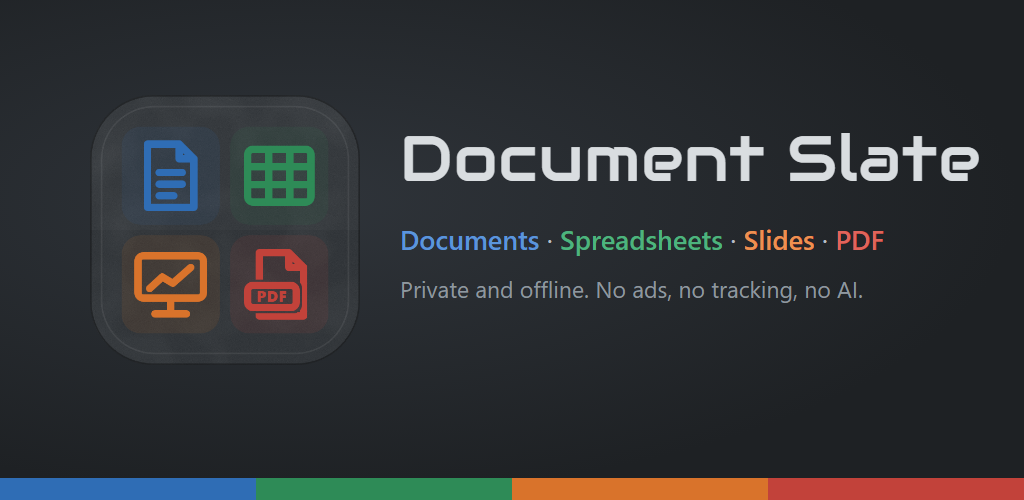 Document Slate
Documents · Spreadsheets · Slides · PDF
Private and offline. No ads, no tracking, no AI.
PDF